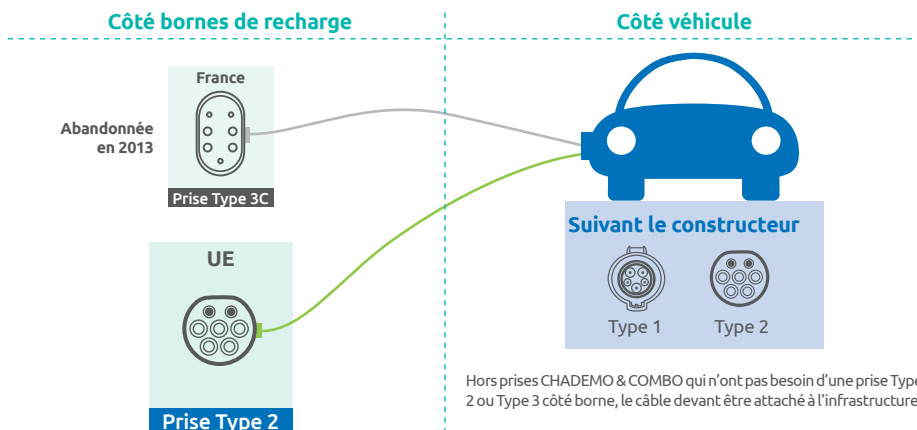 Côté bornes de recharge
Côté véhicule
France
Abandonnée
en 2013
Prise Type 3C
UE
Prise Type 2
Suivant le constructeur
Type 1
Type 2
Hors prises CHADEMO & COMBO qui n’ont pas besoin d’une prise Type
2 ou Type 3 côté borne, le câble devant être attaché à l’infrastructure